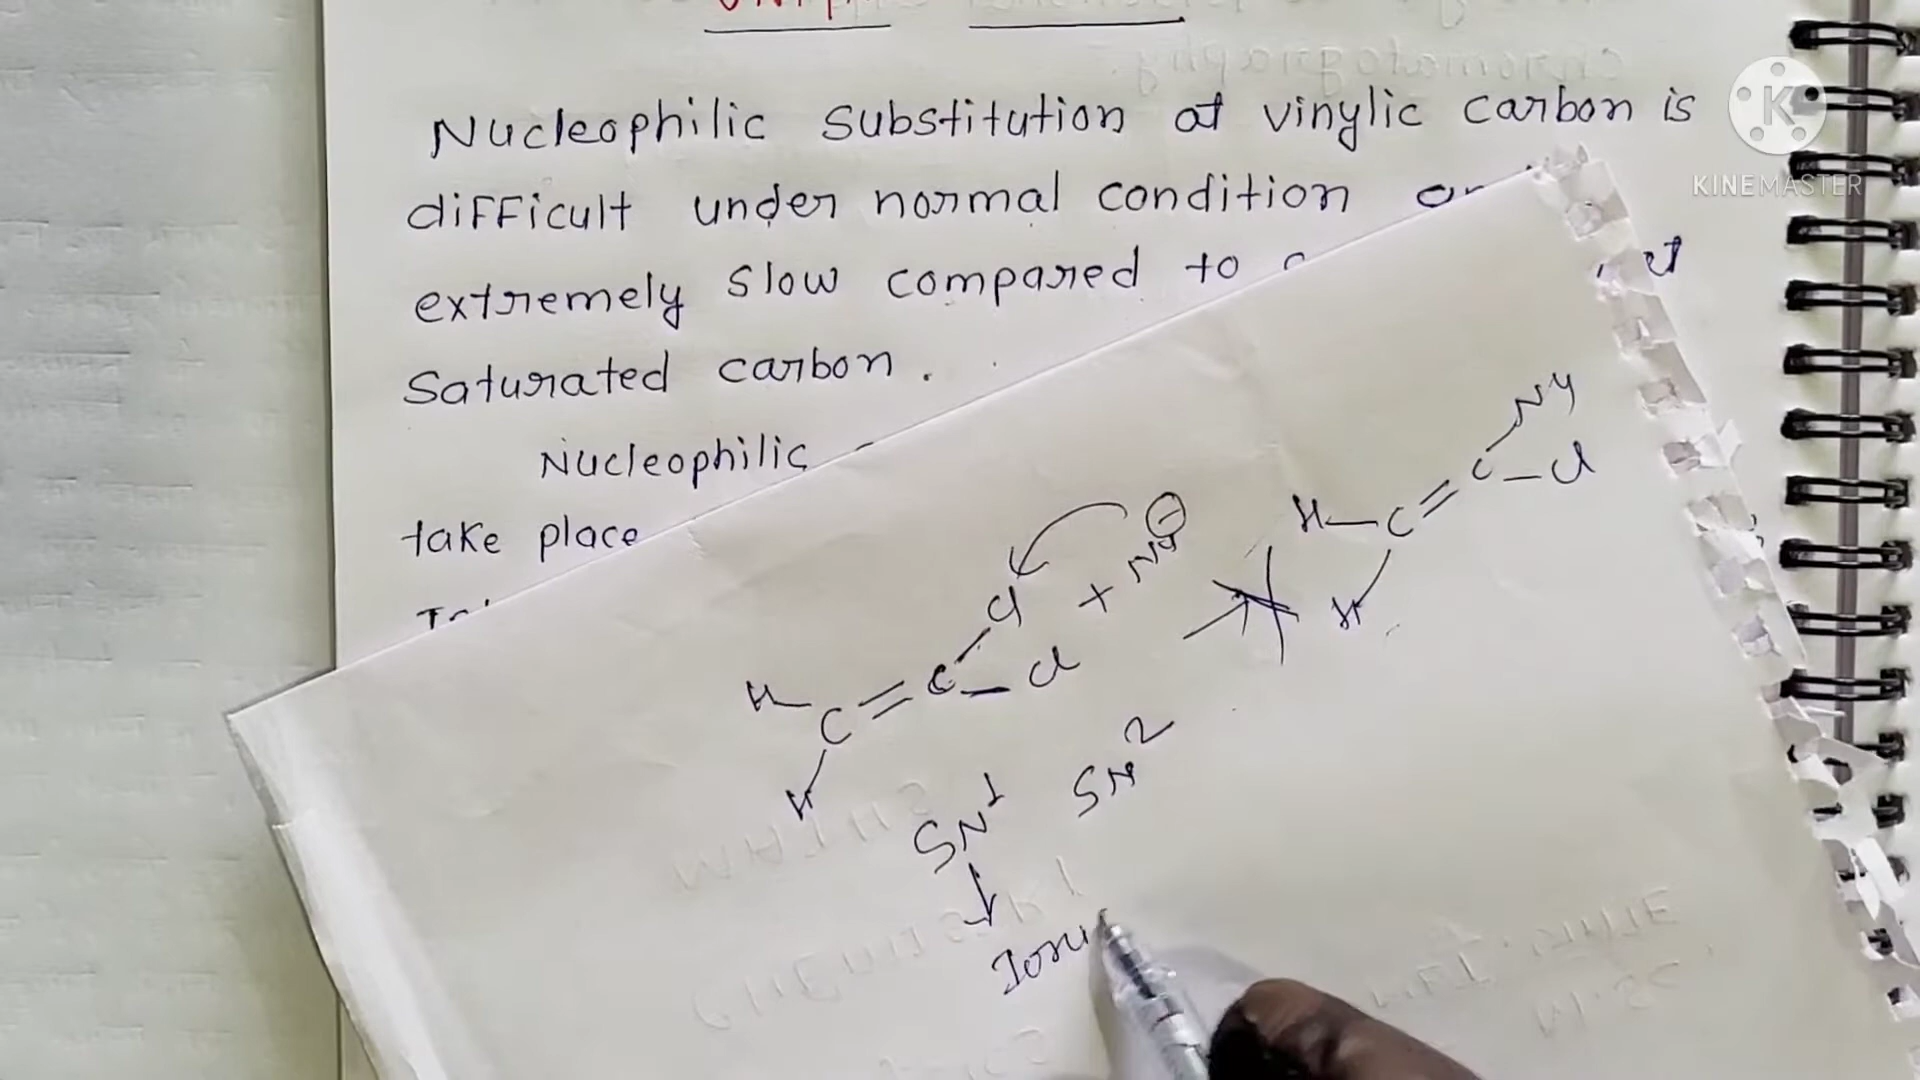 Nucleophilic substitution at vinylic carbon is
difficult under normal condition
extremely slow compared to
saturated carbon.
Nucleophilic
take place
KINEMASTER
H C = C Cl Cl + Nu⊖
H
H C = C Nu Cl
H
SN1 SN2
Ioni